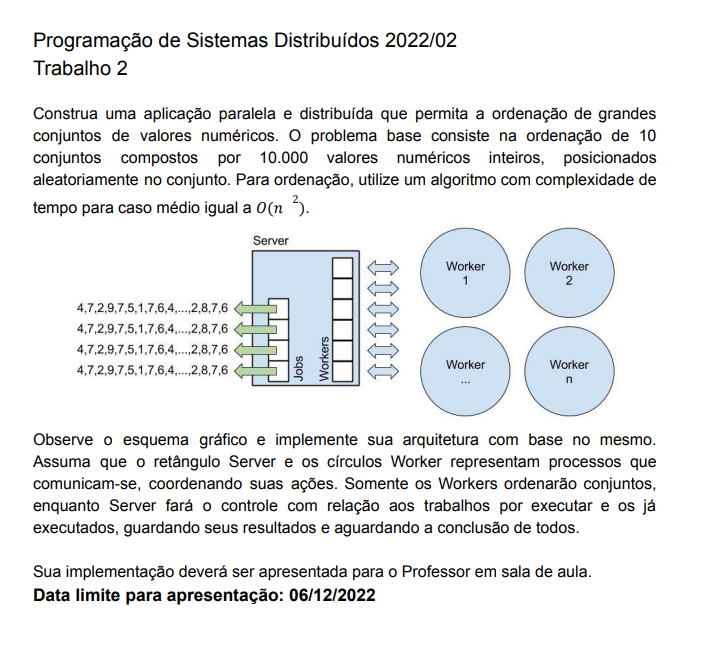 Programação de Sistemas Distribuídos 2022/02
Trabalho 2
Construa uma aplicação paralela e distribuída que permita a ordenação de grandes
conjuntos de valores numéricos. O problema base consiste na ordenação de 10
conjuntos compostos por 10.000 valores numéricos inteiros, posicionados
aleatoriamente no conjunto. Para ordenação, utilize um algoritmo com complexidade de
tempo para caso médio igual a O(n ²).
Server
4,7,2,9,7,5,1,7,6,4,...,2,8,7,6
4,7,2,9,7,5,1,7,6,4,...,2,8,7,6
4,7,2,9,7,5,1,7,6,4,...,2,8,7,6
4,7,2,9,7,5,1,7,6,4,...,2,8,7,6
Jobs
Workers
Worker
1
Worker
2
Worker
...
Worker
n
Observe o esquema gráfico e implemente sua arquitetura com base no mesmo.
Assuma que o retângulo Server e os círculos Worker representam processos que
comunicam-se, coordenando suas ações. Somente os Workers ordenarão conjuntos,
enquanto Server fará o controle com relação aos trabalhos por executar e os já
executados, guardando seus resultados e aguardando a conclusão de todos.
Sua implementação deverá ser apresentada para o Professor em sala de aula.
Data limite para apresentação: 06/12/2022